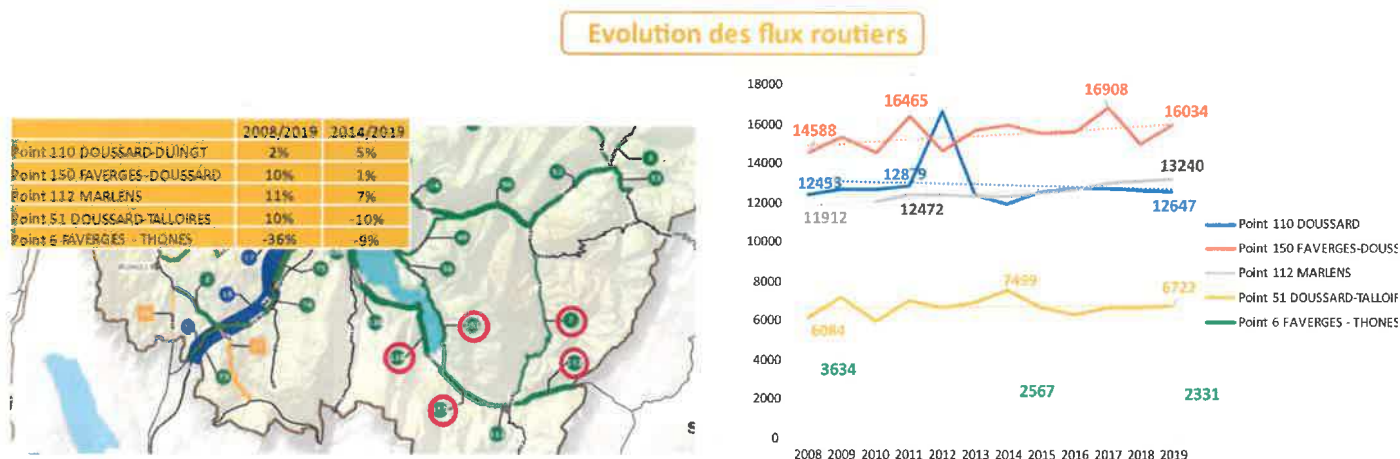 Evolution des flux routiers
2008/2019 2014/2019
Point 110 DOUSSARD-DUINGT 2% 5%
Point 150 FAVERGES-DOUSSARD 10% 1%
Point 112 MARLENS 11% 7%
Point 51 DOUSSARD-TALLOIRES 10% -10%
Point 6 FAVERGES - THONES -36% -9%
18000
16000
14000
12000
10000
8000
6000
4000
2000
0
14588
16465
16908
16034
12493
12879
13240
11912
12472
12647
6084
7499
6722
3634
2567
2331
2008 2009 2010 2011 2012 2013 2014 2015 2016 2017 2018 2019
Point 110 DOUSSARD
Point 150 FAVERGES-DOUSS
Point 112 MARLENS
Point 51 DOUSSARD-TALLOIR
Point 6 FAVERGES - THONES